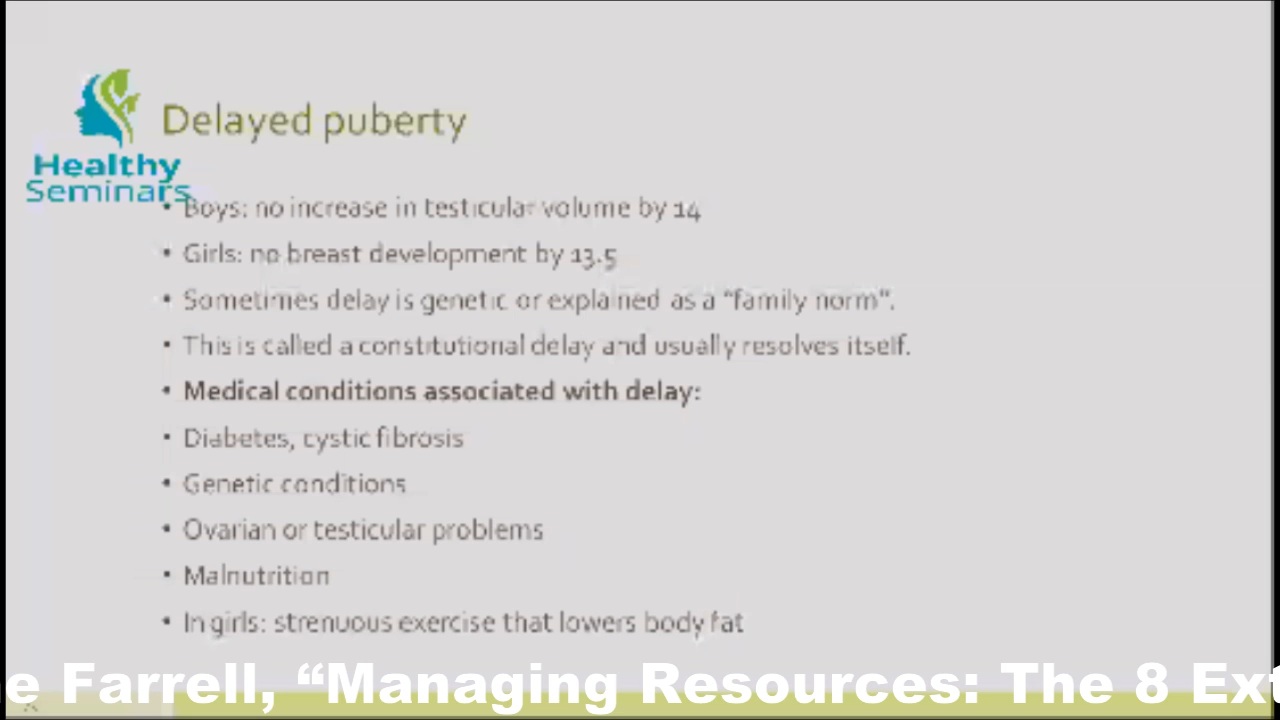 Delayed puberty
Healthy
Seminars
• Boys: no increase in testicular volume by 14
• Girls: no breast development by 13.5
• Sometimes delay is genetic or explained as a “family norm”.
• This is called a constitutional delay and usually resolves itself.
• Medical conditions associated with delay:
• Diabetes, cystic fibrosis
• Genetic conditions
• Ovarian or testicular problems
• Malnutrition
• In girls: strenuous exercise that lowers body fat
e Farrell, “Managing Resources: The 8 Ext